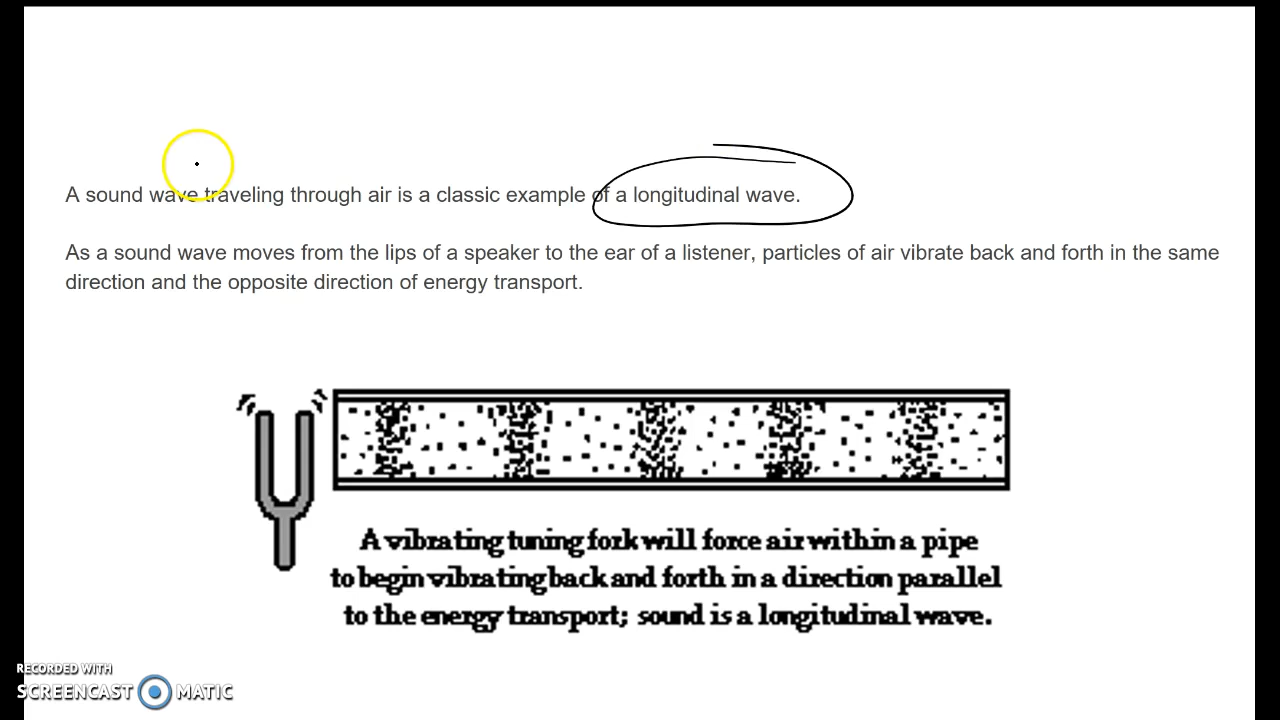 A sound wave traveling through air is a classic example of a longitudinal wave.
As a sound wave moves from the lips of a speaker to the ear of a listener, particles of air vibrate back and forth in the same
direction and the opposite direction of energy transport.
A vibrating tuning fork will force air within a pipe
to begin vibrating back and forth in a direction parallel
to the energy transport; sound is a longitudinal wave.
RECORDED WITH
SCREENCAST MATIC